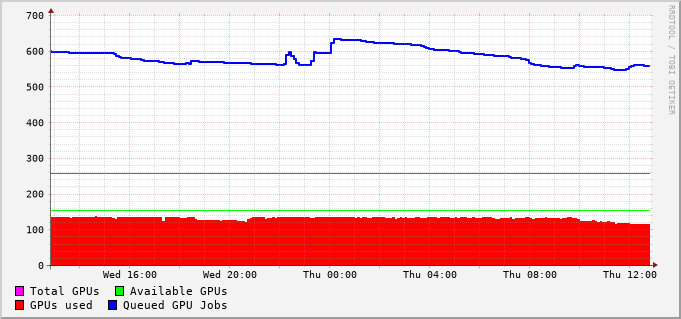 700
600
500
400
300
200
100
0
Wed 16:00 Wed 20:00 Thu 00:00 Thu 04:00 Thu 08:00 Thu 12:00
Total GPUs Available GPUs
GPUs used Queued GPU Jobs
RRDTOOL / TOBI OETIKER